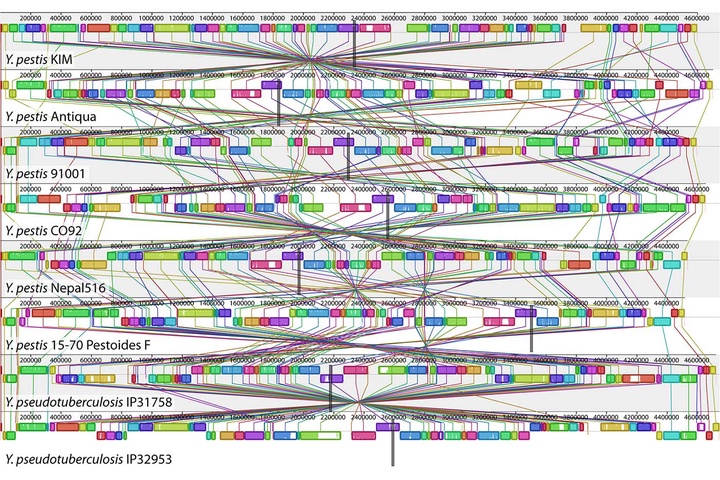 200000 400000 600000 800000 1000000 1200000 1400000 1600000 1800000 2000000 2200000 2400000 2600000 2800000 3000000 3200000 3400000 3600000 3800000 4000000 4200000 4400000 4600000
Y. pestis KIM
200000 400000 600000 800000 1000000 1200000 1400000 1600000 1800000 2000000 2200000 2400000 2600000 2800000 3000000 3200000 3400000 3600000 3800000 4000000 4200000 4400000 4600000
Y. pestis Antiqua
200000 400000 600000 800000 1000000 1200000 1400000 1600000 1800000 2000000 2200000 2400000 2600000 2800000 3000000 3200000 3400000 3600000 3800000 4000000 4200000 4400000
Y. pestis 91001
200000 400000 600000 800000 1000000 1200000 1400000 1600000 1800000 2000000 2200000 2400000 2600000 2800000 3000000 3200000 3400000 3600000 3800000 4000000 4200000 4400000 4600000
Y. pestis CO92
200000 400000 600000 800000 1000000 1200000 1400000 1600000 1800000 2000000 2200000 2400000 2600000 2800000 3000000 3200000 3400000 3600000 3800000 4000000 4200000 4400000
Y. pestis Nepal516
200000 400000 600000 800000 1000000 1200000 1400000 1600000 1800000 2000000 2200000 2400000 2600000 2800000 3000000 3200000 3400000 3600000 3800000 4000000 4200000 4400000
Y. pestis 15-70 Pestoides F
200000 400000 600000 800000 1000000 1200000 1400000 1600000 1800000 2000000 2200000 2400000 2600000 2800000 3000000 3200000 3400000 3600000 3800000 4000000 4200000 4400000 4600000
Y. pseudotuberculosis IP31758
200000 400000 600000 800000 1000000 1200000 1400000 1600000 1800000 2000000 2200000 2400000 2600000 2800000 3000000 3200000 3400000 3600000 3800000 4000000 4200000 4400000 4600000
Y. pseudotuberculosis IP32953